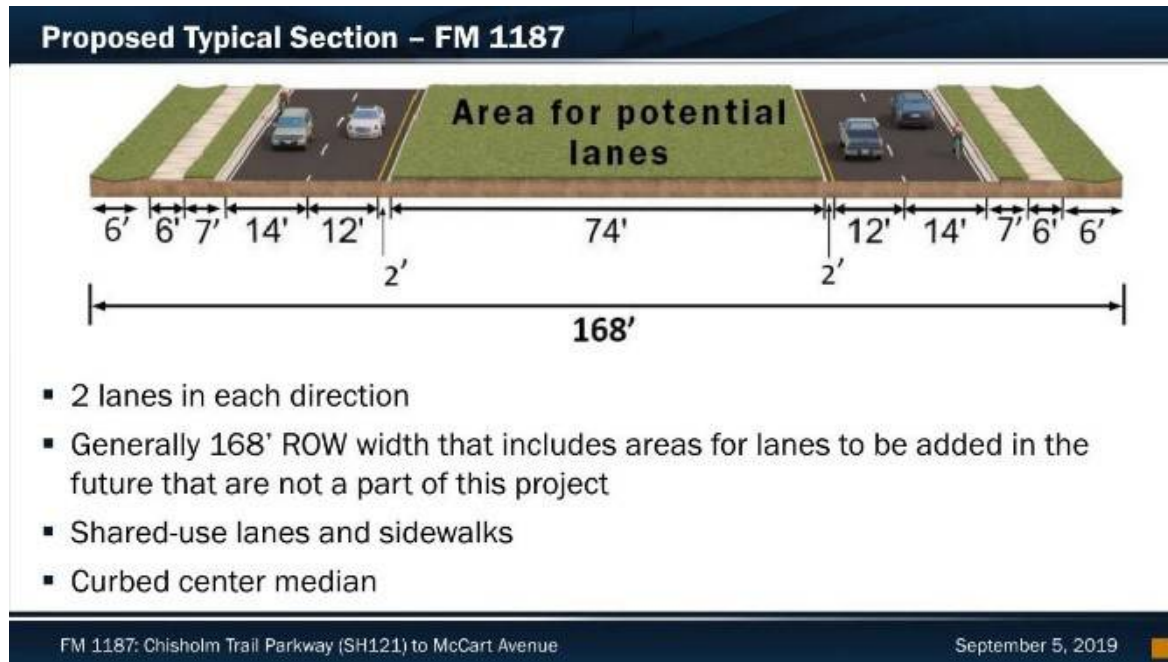 Proposed Typical Section – FM 1187
Area for potential
lanes
6' 6' 7' 14' 12' 74' 12' 14' 7' 6' 6'
2' 2'
168'
▪ 2 lanes in each direction
▪ Generally 168' ROW width that includes areas for lanes to be added in the
future that are not a part of this project
▪ Shared-use lanes and sidewalks
▪ Curbed center median
FM 1187: Chisholm Trail Parkway (SH121) to McCart Avenue September 5, 2019